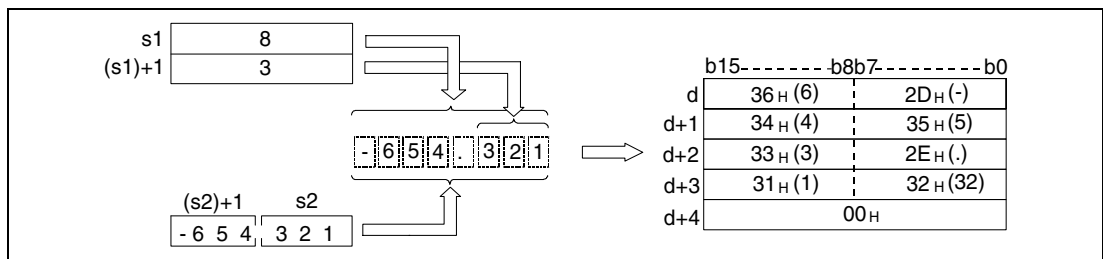 s1 8
(s1)+1 3
- 6 5 4 . 3 2 1
(s2)+1 s2
- 6 5 4 3 2 1
b15-------b8b7---------b0
d 36H(6) 2DH(-)
d+1 34H(4) 35H(5)
d+2 33H(3) 2EH(.)
d+3 31H(1) 32H(32)
d+4 00H